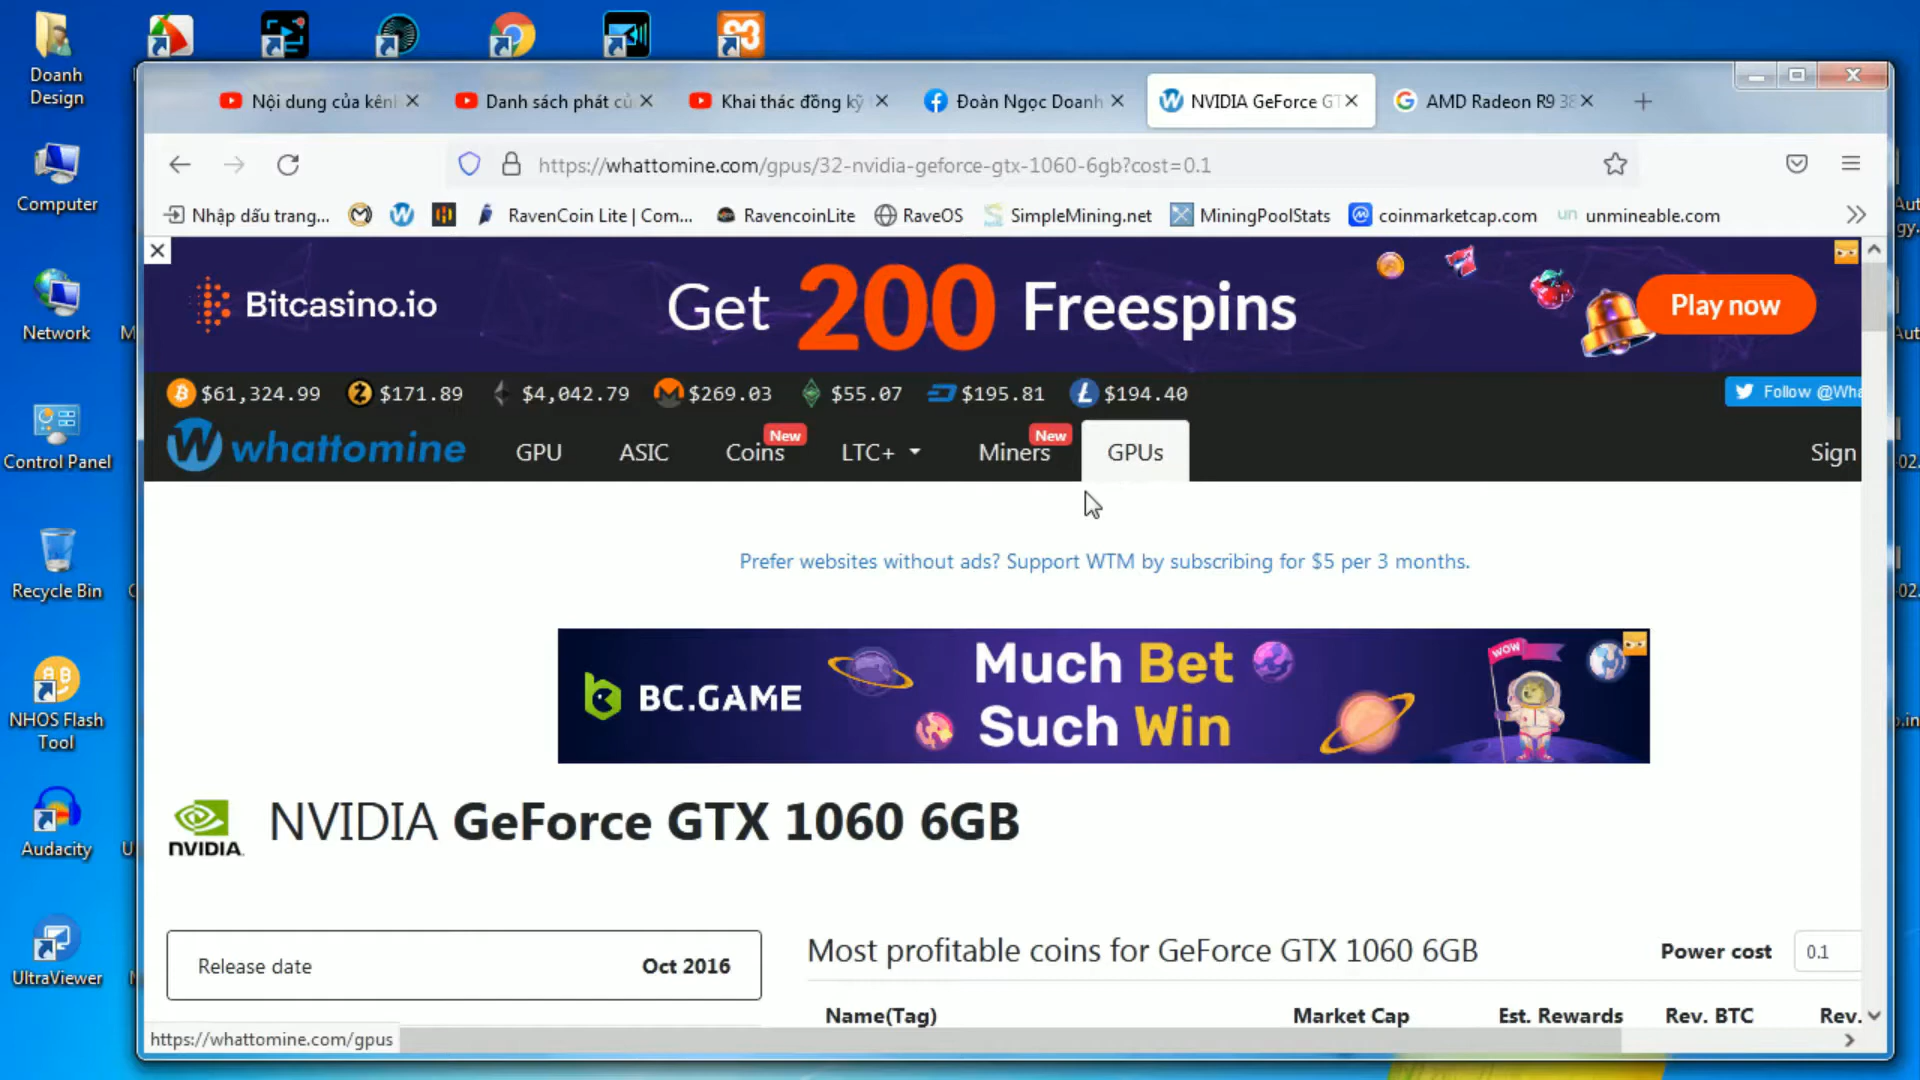 Doanh
Design
Computer
Network
Control Panel
Recycle Bin
NHOS Flash
Tool
Audacity
UltraViewer
Nội dung của kênh
Danh sách phát củ
Khai thác đồng kỹ
Đoàn Ngọc Doanh
NVIDIA GeForce GT
AMD Radeon R9 38
https://whattomine.com/gpus/32-nvidia-geforce-gtx-1060-6gb?cost=0.1
Nhập dấu trang...
RavenCoin Lite | Com...
RavencoinLite
RaveOS
SimpleMining.net
MiningPoolStats
coinmarketcap.com
un unmineable.com
Bitcasino.io
Get 200 Freespins
Play now
$61,324.99 $171.89 $4,042.79 $269.03 $55.07 $195.81 $194.40
Follow @Wha
whattomine
GPU
ASIC
Coins New
LTC+
Miners New
GPUs
Sign
Prefer websites without ads? Support WTM by subscribing for $5 per 3 months.
BC.GAME
Much Bet
Such Win
WOW
NVIDIA.
NVIDIA GeForce GTX 1060 6GB
Release date Oct 2016
Most profitable coins for GeForce GTX 1060 6GB
Power cost 0.1
Name(Tag) Market Cap Est. Rewards Rev. BTC Rev.
https://whattomine.com/gpus